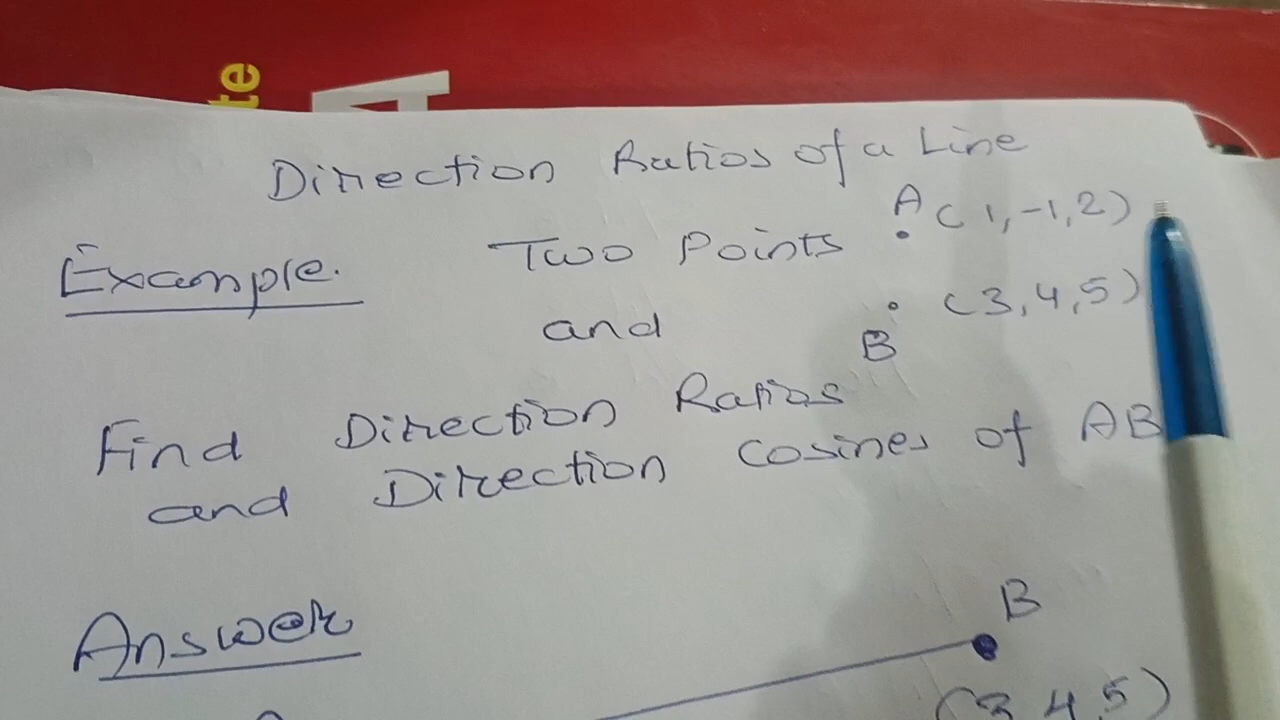 te
A
Direction Ratios of a Line
Example. Two Points A (1,-1,2)
and B (3,4,5)
Find Direction Ratios
and Direction Cosines of AB
Answer
B
(3,4,5)